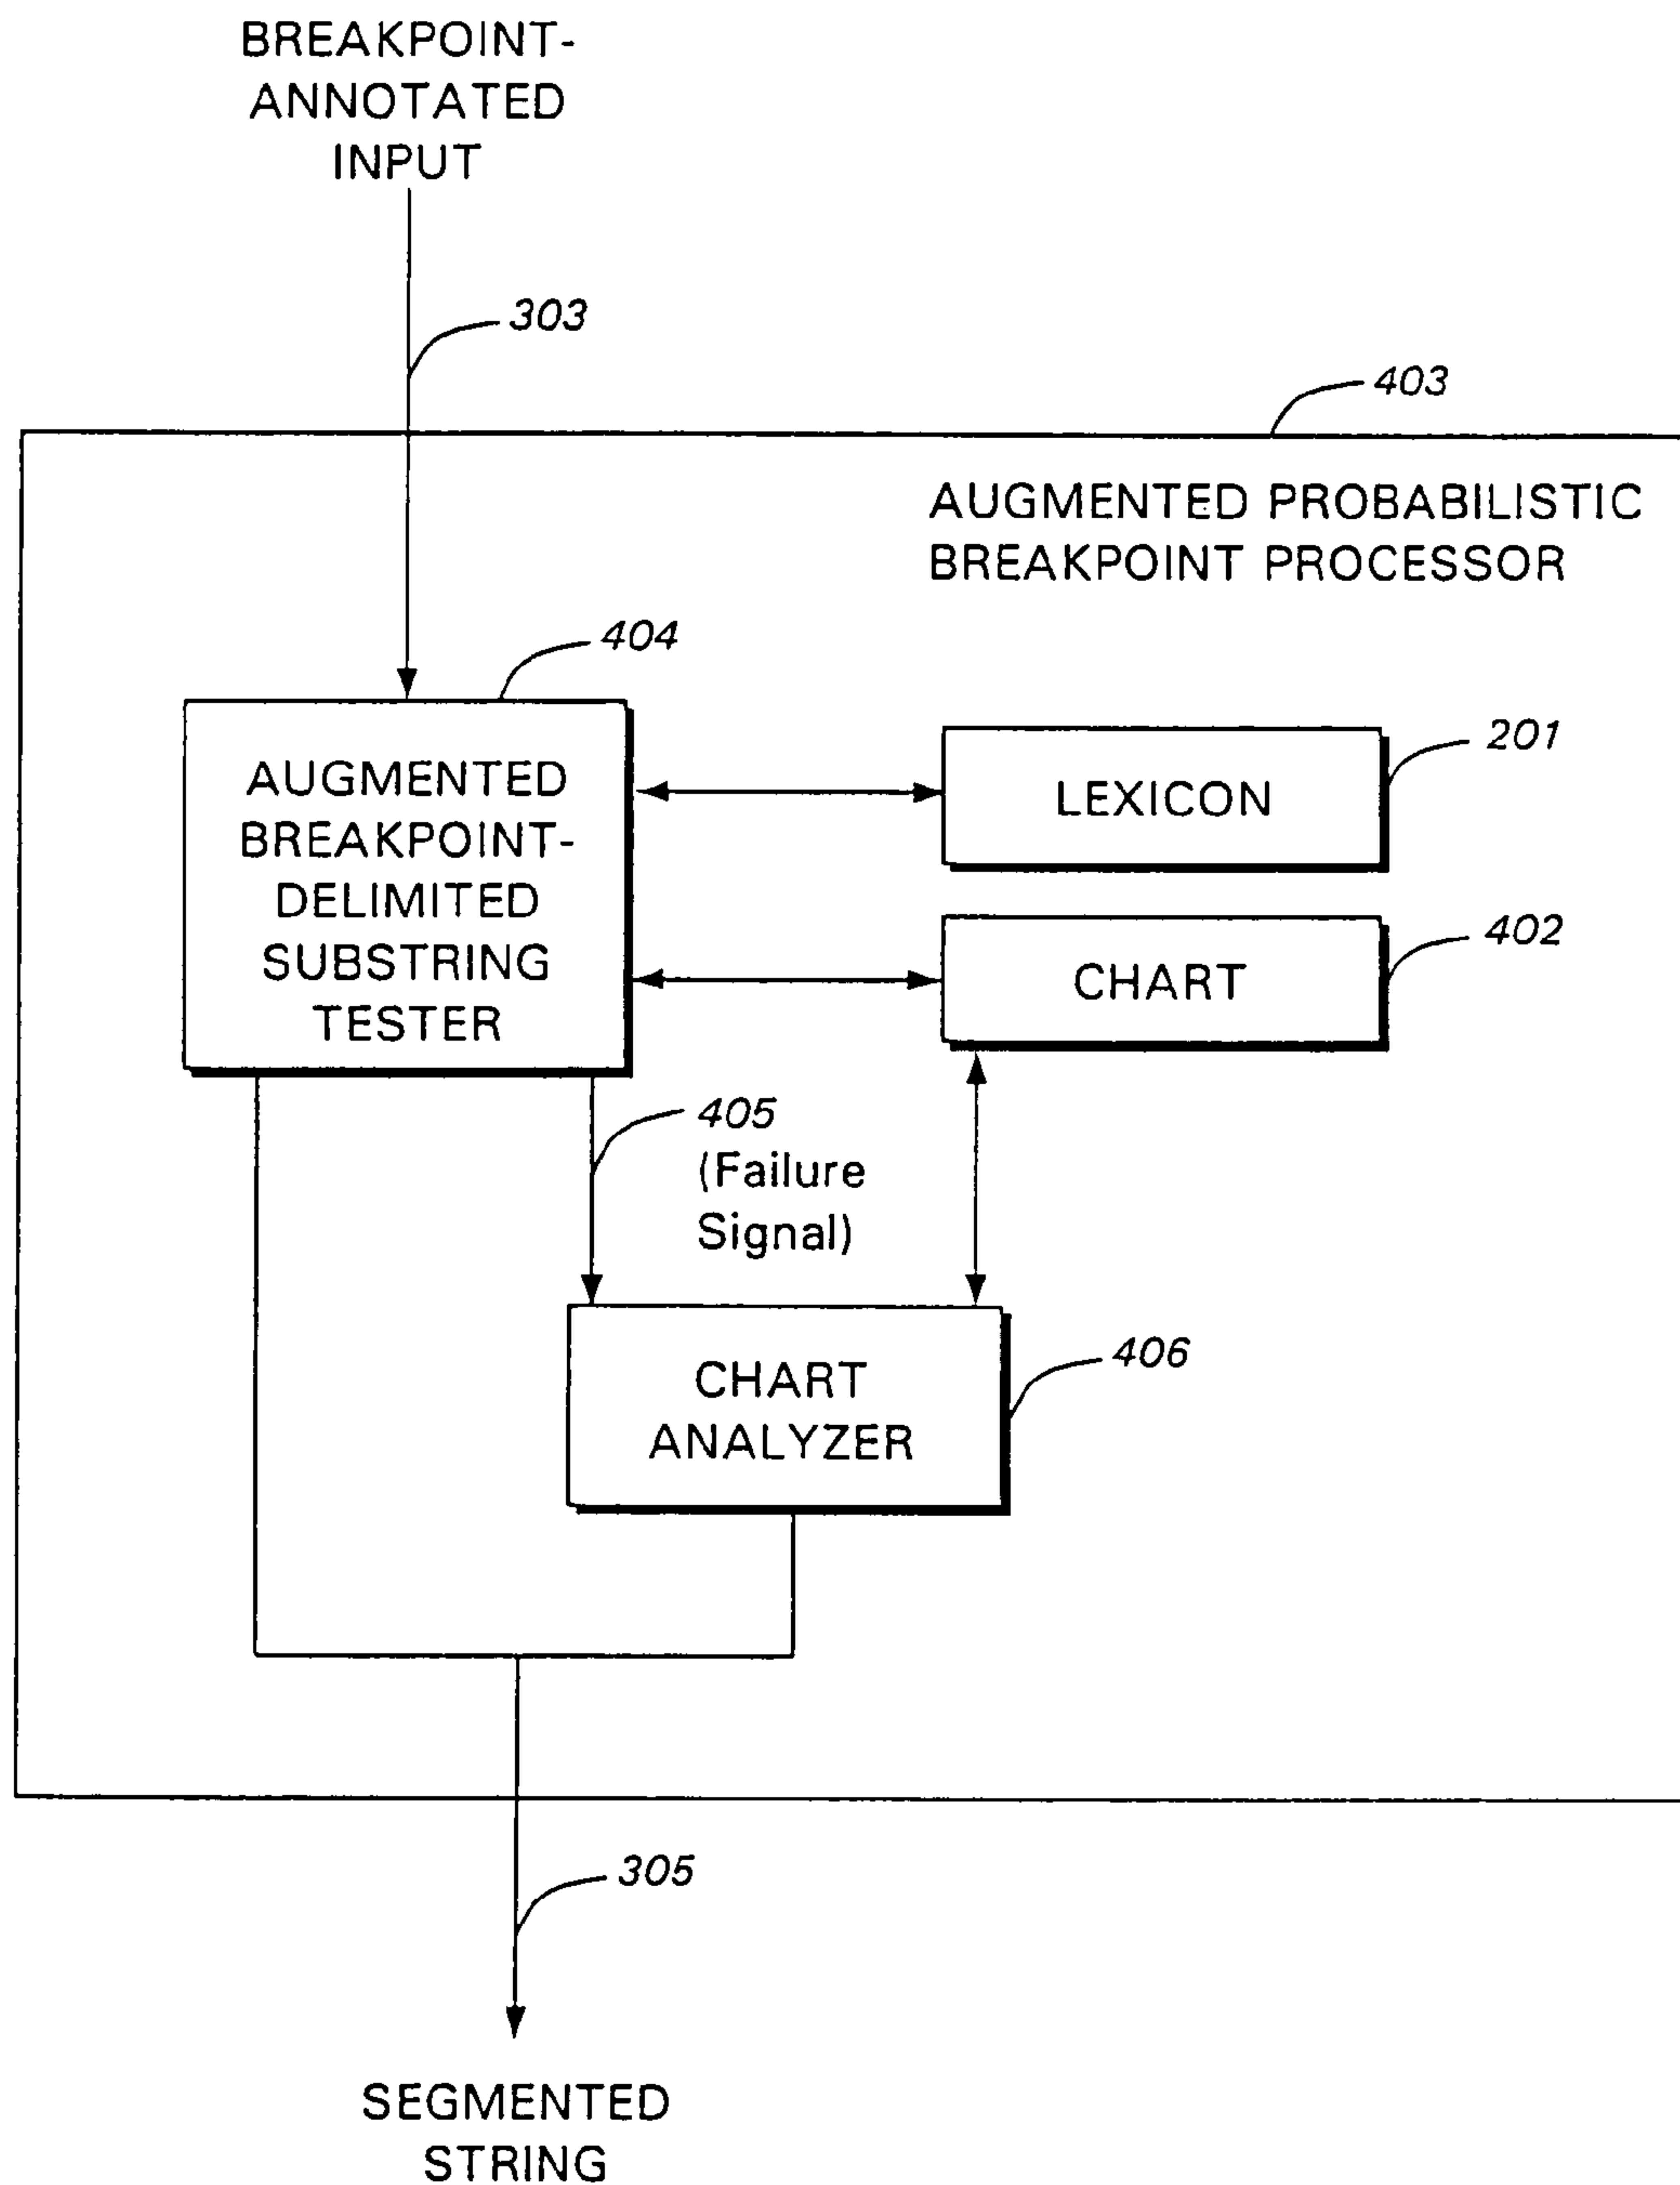 BREAKPOINT-
ANNOTATED
INPUT
303
403
AUGMENTED PROBABILISTIC
BREAKPOINT PROCESSOR
404
AUGMENTED
BREAKPOINT-
DELIMITED
SUBSTRING
TESTER
201
LEXICON
402
CHART
405
(Failure
Signal)
406
CHART
ANALYZER
305
SEGMENTED
STRING